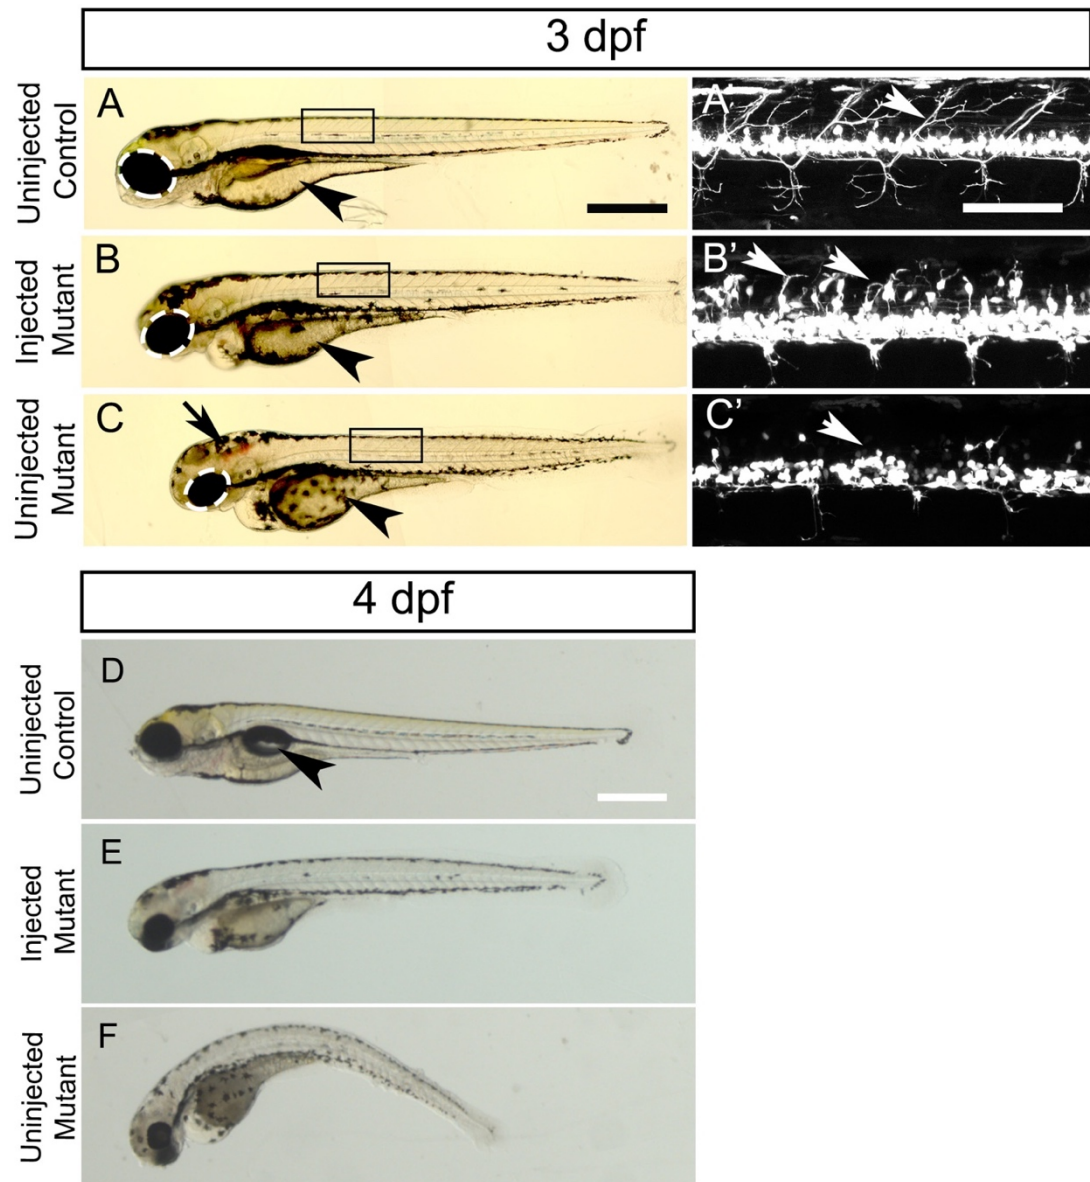 3 dpf
Uninjected
Control
A
A'
Injected
Mutant
B
B'
Uninjected
Mutant
C
C'
4 dpf
Uninjected
Control
D
Injected
Mutant
E
Uninjected
Mutant
F